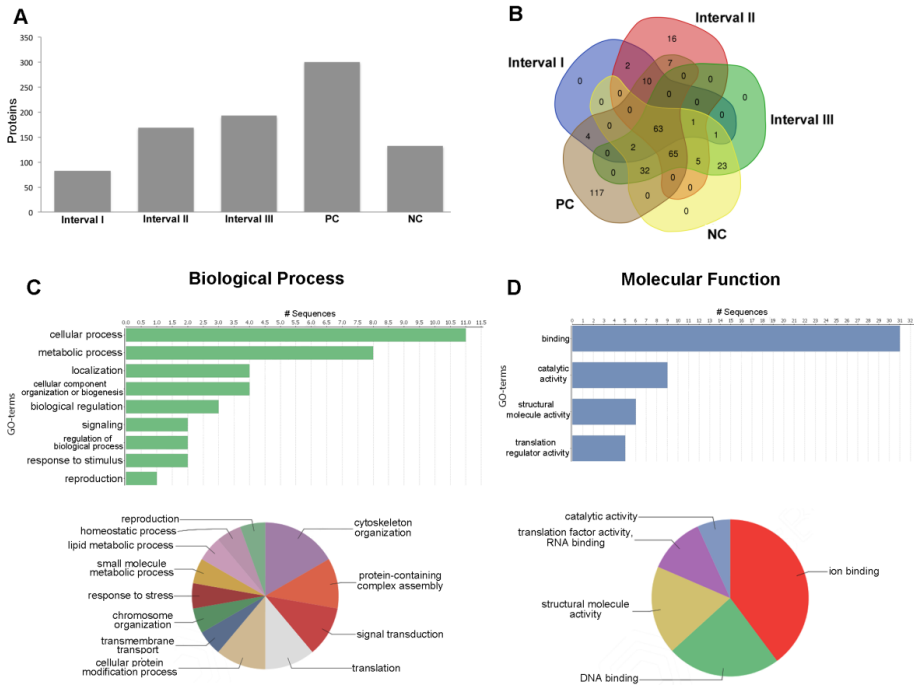 A
Proteins
350
300
250
200
150
100
50
0
Interval I
Interval II
Interval III
PC
NC
B
Interval II
Interval I
Interval III
PC
NC
16
2
7
0
10
0
0
0
0
0
0
0
0
0
0
63
1
1
4
0
2
65
5
23
0
32
0
117
0
0
0
C
Biological Process
# Sequences
0.0 0.5 1.0 1.5 2.0 2.5 3.0 3.5 4.0 4.5 5.0 5.5 6.0 6.5 7.0 7.5 8.0 8.5 9.0 9.5 10.0 10.5 11.0 11.5
GO-terms
cellular process
metabolic process
localization
cellular component
organization or biogenesis
biological regulation
signaling
regulation of
biological process
response to stimulus
reproduction
reproduction
homeostatic process
lipid metabolic process
small molecule
metabolic process
response to stress
chromosome
organization
transmembrane
transport
cellular protein
modification process
cytoskeleton
organization
protein-containing
complex assembly
signal transduction
translation
D
Molecular Function
# Sequences
0 1 2 3 4 5 6 7 8 9 10 11 12 13 14 15 16 17 18 19 20 21 22 23 24 25 26 27 28 29 30 31 32
GO-terms
binding
catalytic
activity
structural
molecule activity
translation
regulator activity
catalytic activity
translation factor activity,
RNA binding
structural molecule
activity
DNA binding
ion binding